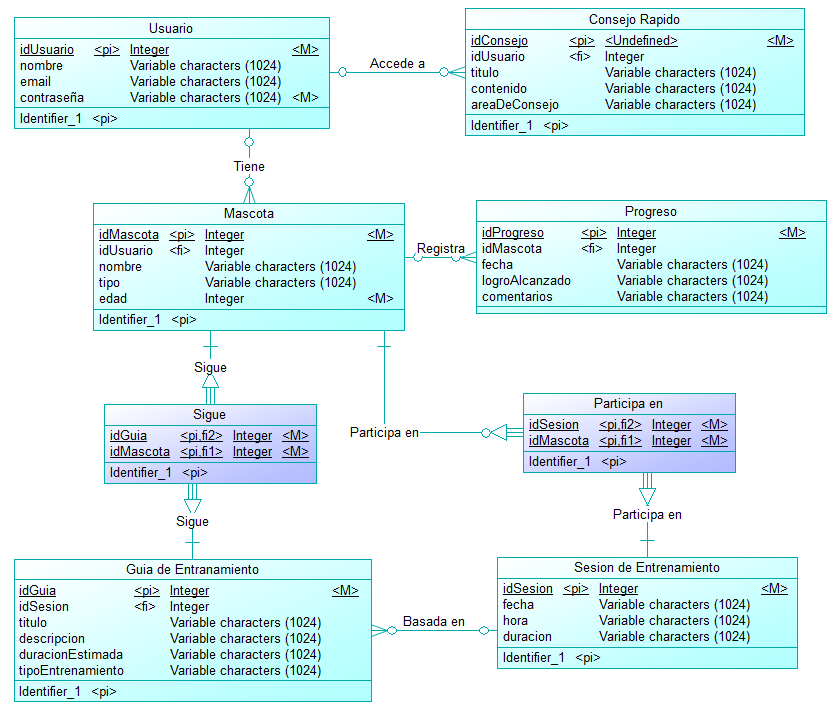 Usuario
idUsuario <pi> Integer <M>
nombre Variable characters (1024)
email Variable characters (1024)
contraseña Variable characters (1024) <M>
Identifier_1 <pi>
Accede a
Consejo Rapido
idConsejo <pi> <Undefined> <M>
idUsuario <fi> Integer
titulo Variable characters (1024)
contenido Variable characters (1024)
areaDeConsejo Variable characters (1024)
Identifier_1 <pi>
Tiene
Mascota
idMascota <pi> Integer <M>
idUsuario <fi> Integer
nombre Variable characters (1024)
tipo Variable characters (1024)
edad Integer <M>
Identifier_1 <pi>
Registra
Progreso
idProgreso <pi> Integer <M>
idMascota <fi> Integer
fecha Variable characters (1024)
logroAlcanzado Variable characters (1024)
comentarios Variable characters (1024)
Sigue
Sigue
idGuia <pi,fi2> Integer <M>
idMascota <pi,fi1> Integer <M>
Identifier_1 <pi>
Sigue
Participa en
Participa en
idSesion <pi,fi2> Integer <M>
idMascota <pi,fi1> Integer <M>
Identifier_1 <pi>
Participa en
Guia de Entranamiento
idGuia <pi> Integer <M>
idSesion <fi> Integer
titulo Variable characters (1024)
descripcion Variable characters (1024)
duracionEstimada Variable characters (1024)
tipoEntrenamiento Variable characters (1024)
Identifier_1 <pi>
Basada en
Sesion de Entrenamiento
idSesion <pi> Integer <M>
fecha Variable characters (1024)
hora Variable characters (1024)
duracion Variable characters (1024)
Identifier_1 <pi>